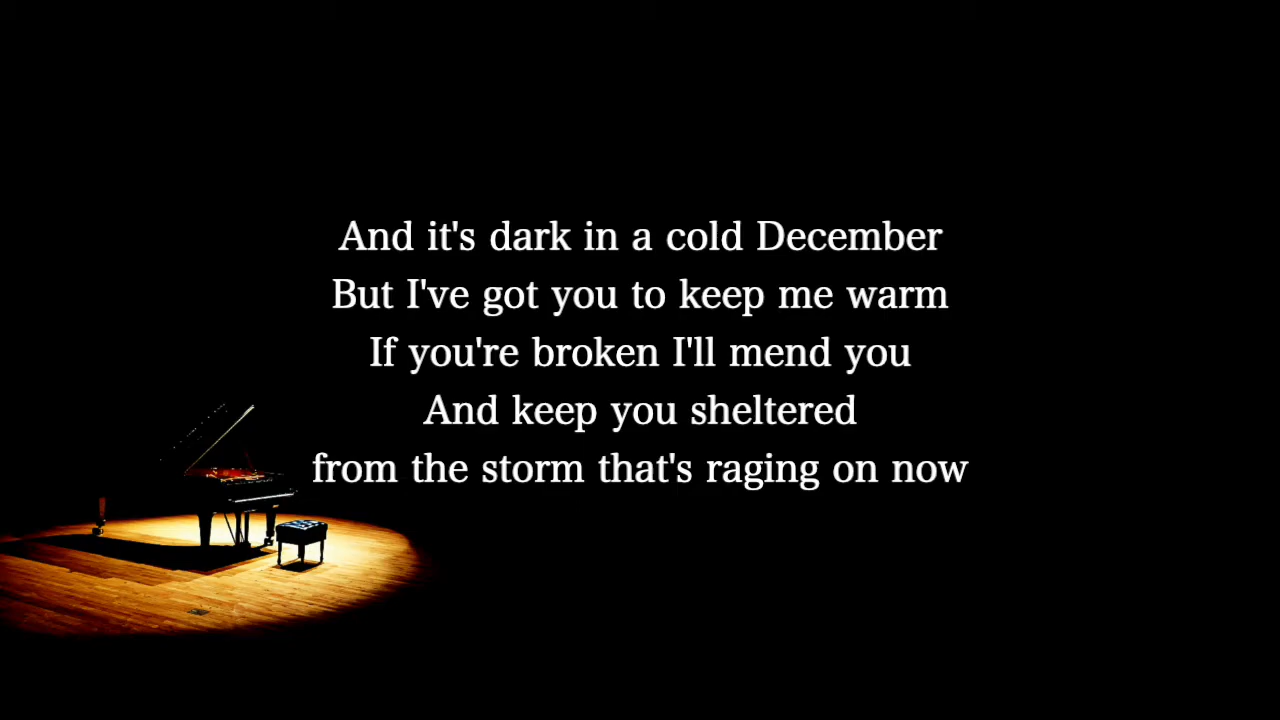 And it's dark in a cold December
But I've got you to keep me warm
If you're broken I'll mend you
And keep you sheltered
from the storm that's raging on now